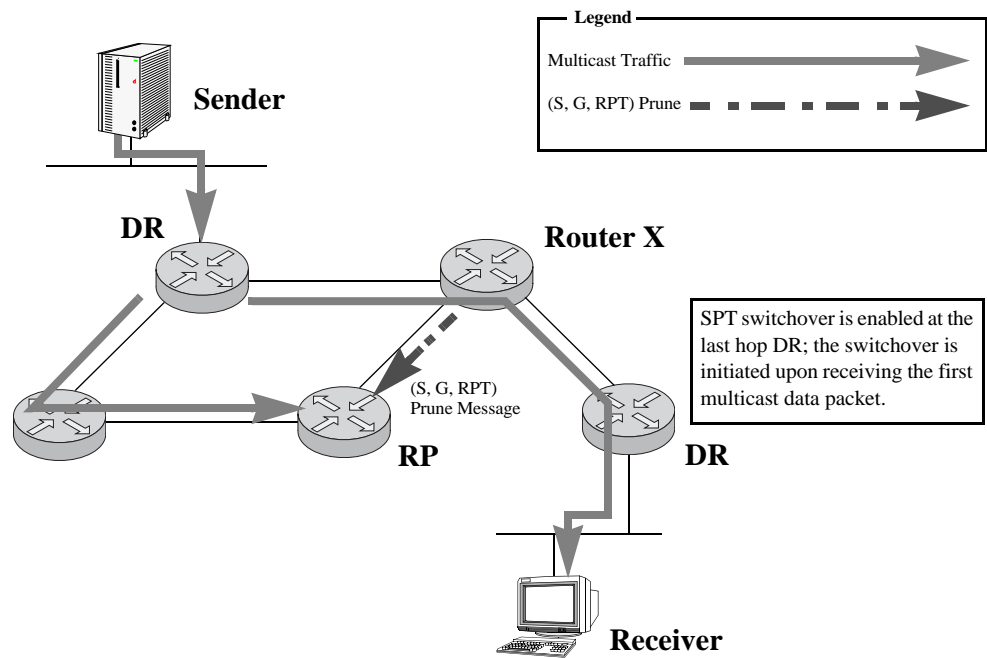 Legend
Multicast Traffic
(S, G, RPT) Prune
Sender
DR
Router X
SPT switchover is enabled at the
last hop DR; the switchover is
initiated upon receiving the first
multicast data packet.
(S, G, RPT)
Prune Message
RP
DR
Receiver